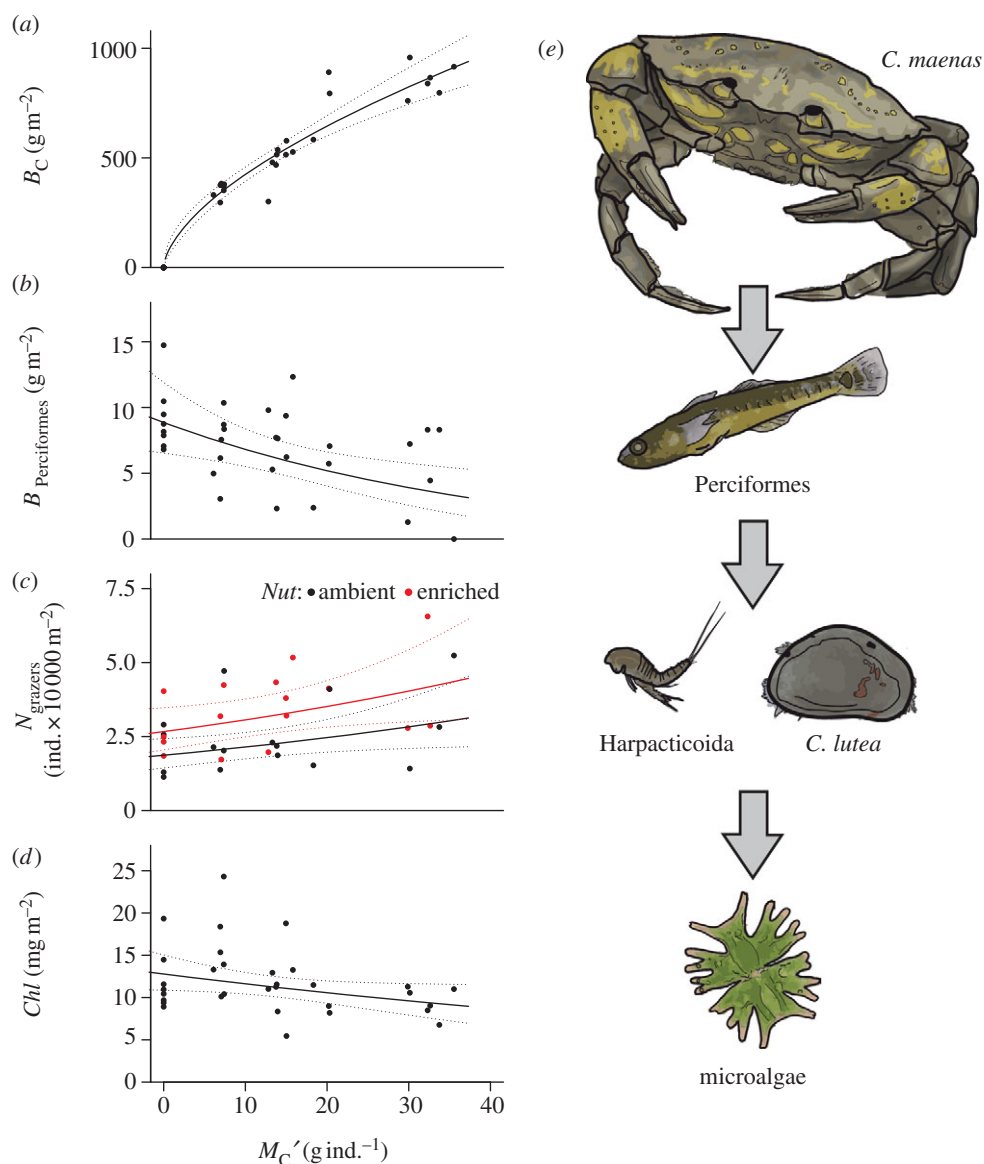 (a)
1000
500
0
B_C (g m−2)
(b)
15
10
5
0
B_Perciformes (g m−2)
(c)
Nut: ambient enriched
7.5
5.0
2.5
0
N_grazers
(ind. × 10 000 m−2)
(d)
25
20
15
10
5
0
Chl (mg m−2)
0 10 20 30 40
M_C′ (g ind.−1)
(e)
C. maenas
Perciformes
Harpacticoida C. lutea
microalgae